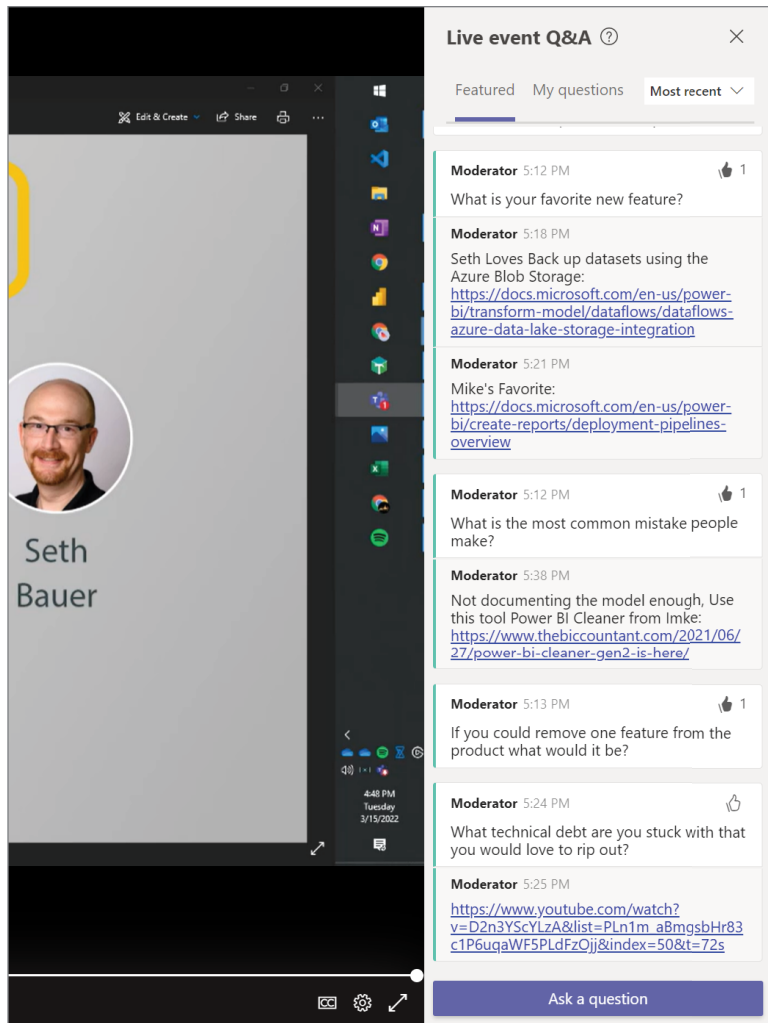 Edit & Create
Share
Seth
Bauer
4:48 PM
Tuesday
3/15/2022
CC
Live event Q&A
Featured
My questions
Most recent
Moderator 5:12 PM
1
What is your favorite new feature?
Moderator 5:18 PM
Seth Loves Back up datasets using the
Azure Blob Storage:
https://docs.microsoft.com/en-us/power-
bi/transform-model/dataflows/dataflows-
azure-data-lake-storage-integration
Moderator 5:21 PM
Mike's Favorite:
https://docs.microsoft.com/en-us/power-
bi/create-reports/deployment-pipelines-
overview
Moderator 5:12 PM
1
What is the most common mistake people
make?
Moderator 5:38 PM
Not documenting the model enough, Use
this tool Power BI Cleaner from Imke:
https://www.thebiccountant.com/2021/06/
27/power-bi-cleaner-gen2-is-here/
Moderator 5:13 PM
1
If you could remove one feature from the
product what would it be?
Moderator 5:24 PM
What technical debt are you stuck with that
you would love to rip out?
Moderator 5:25 PM
https://www.youtube.com/watch?
v=D2n3YScYLzA&list=PLn1m_aBmgsbHr83
c1P6uqaWF5PLdFzOjj&index=50&t=72s
Ask a question